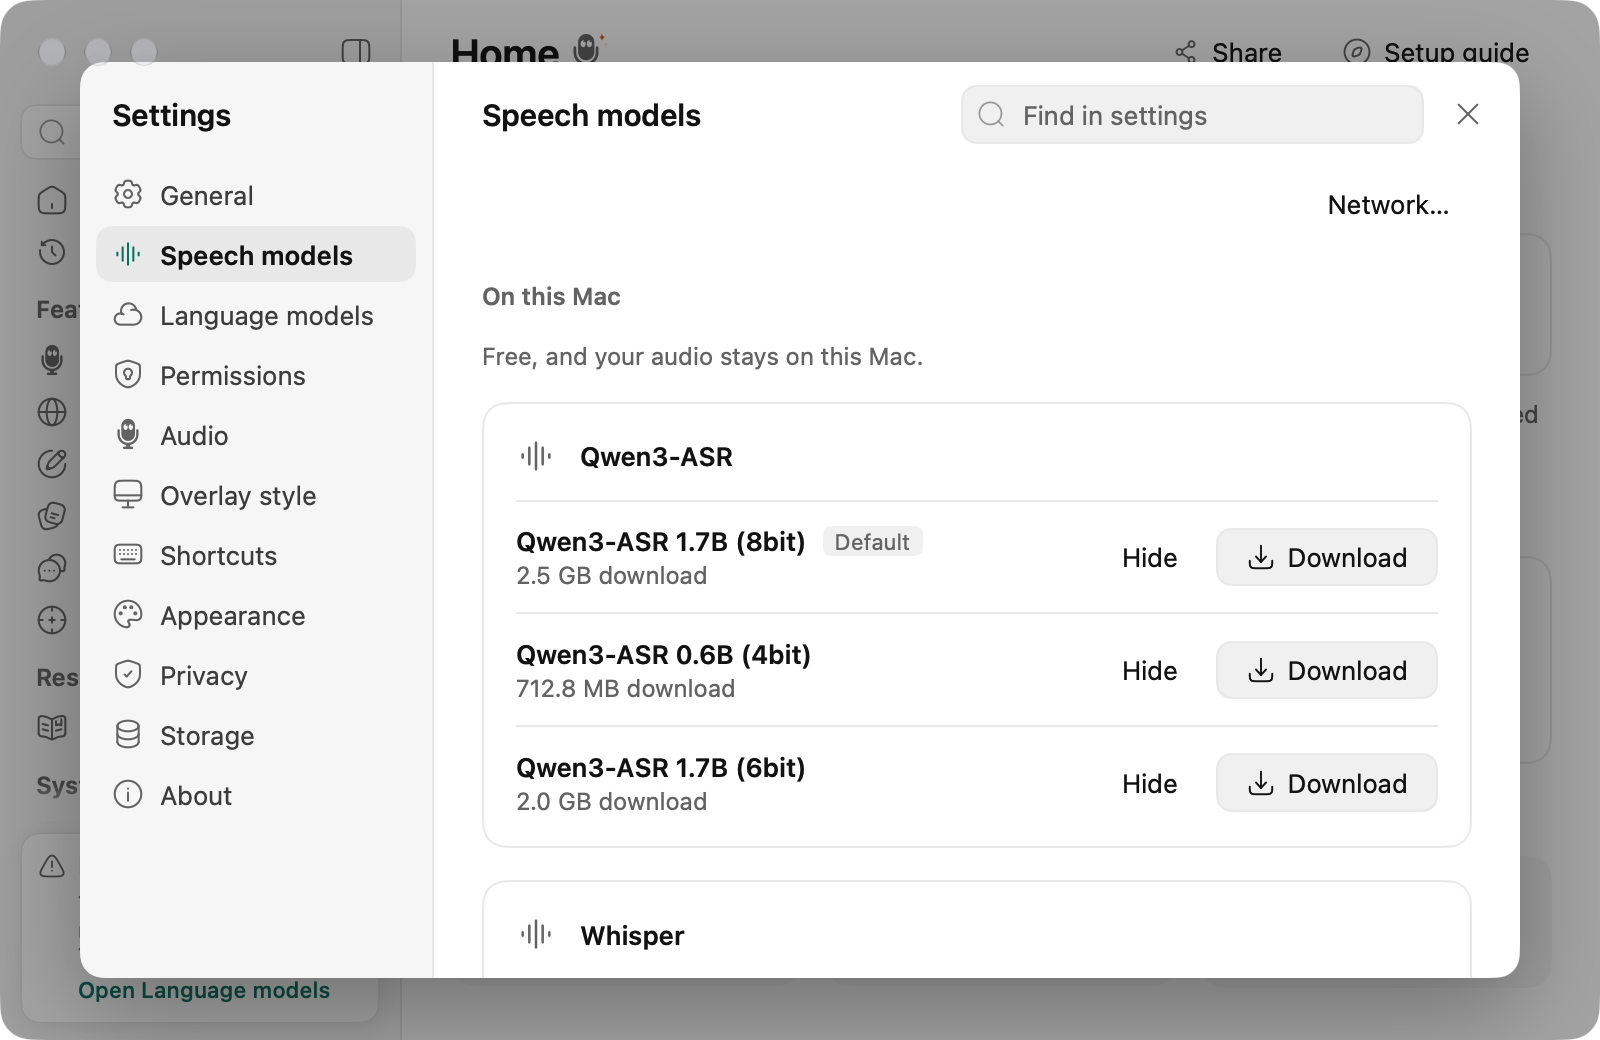 Home
Share
Setup guide
Settings
Speech models
Find in settings
General
Network...
Speech models
Language models
On this Mac
Permissions
Free, and your audio stays on this Mac.
Audio
Qwen3-ASR
Overlay style
Qwen3-ASR 1.7B (8bit) Default
Hide
Download
2.5 GB download
Shortcuts
Appearance
Qwen3-ASR 0.6B (4bit)
Hide
Download
712.8 MB download
Privacy
Storage
Qwen3-ASR 1.7B (6bit)
Hide
Download
2.0 GB download
About
Whisper
Open Language models